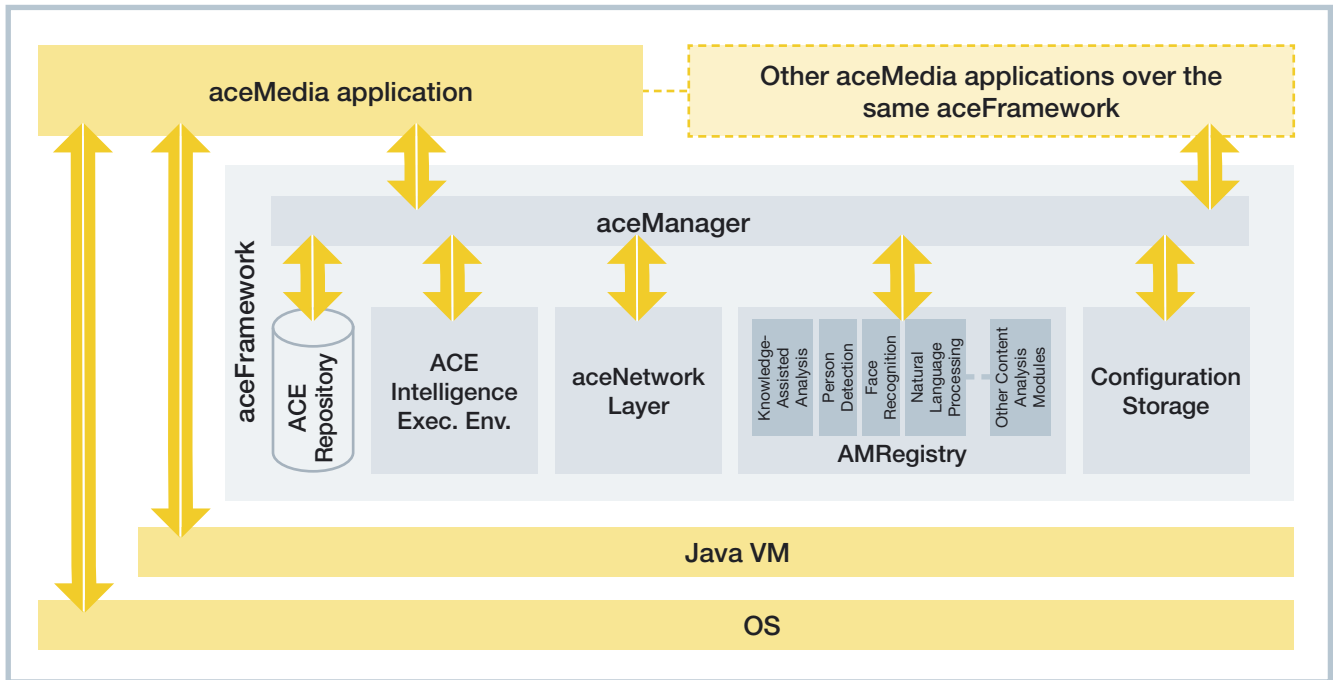 aceMedia application
Other aceMedia applications over the
same aceFramework
aceFramework
aceManager
ACE
Repository
ACE
Intelligence
Exec. Env.
aceNetwork
Layer
Knowledge-
Assisted
Analysis
Person
Detection
Face
Recognition
Natural
Language
Processing
Other Content
Analysis
Modules
AMRegistry
Configuration
Storage
Java VM
OS